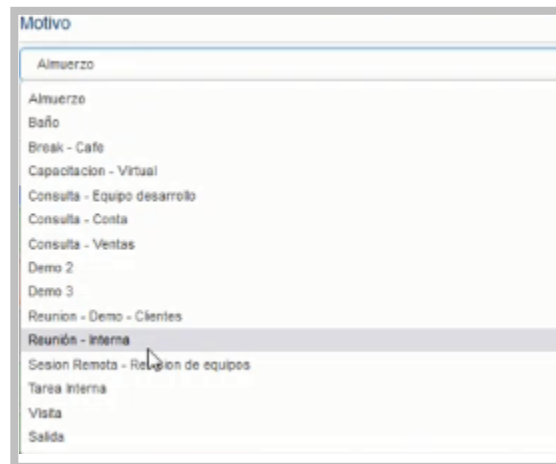 Motivo
Almuerzo
Almuerzo
Baño
Break - Cafe
Capacitacion - Virtual
Consulta - Equipo desarrollo
Consulta - Conta
Consulta - Ventas
Demo 2
Demo 3
Reunion - Demo - Clientes
Reunión - Interna
Sesion Remota - de equipos
Tarea Interna
Visita
Salida